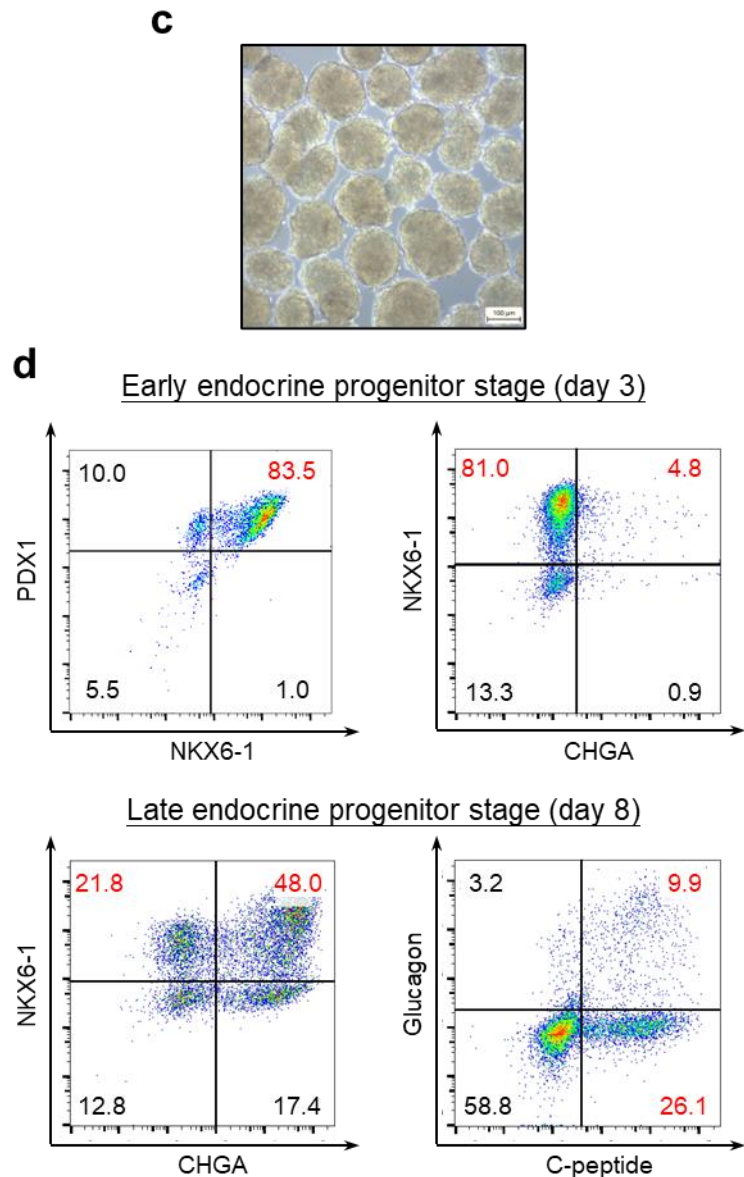 c
100 μm
d
Early endocrine progenitor stage (day 3)
10.0 83.5
PDX1
5.5 1.0
NKX6-1
81.0 4.8
NKX6-1
13.3 0.9
CHGA
Late endocrine progenitor stage (day 8)
21.8 48.0
NKX6-1
12.8 17.4
CHGA
3.2 9.9
Glucagon
58.8 26.1
C-peptide